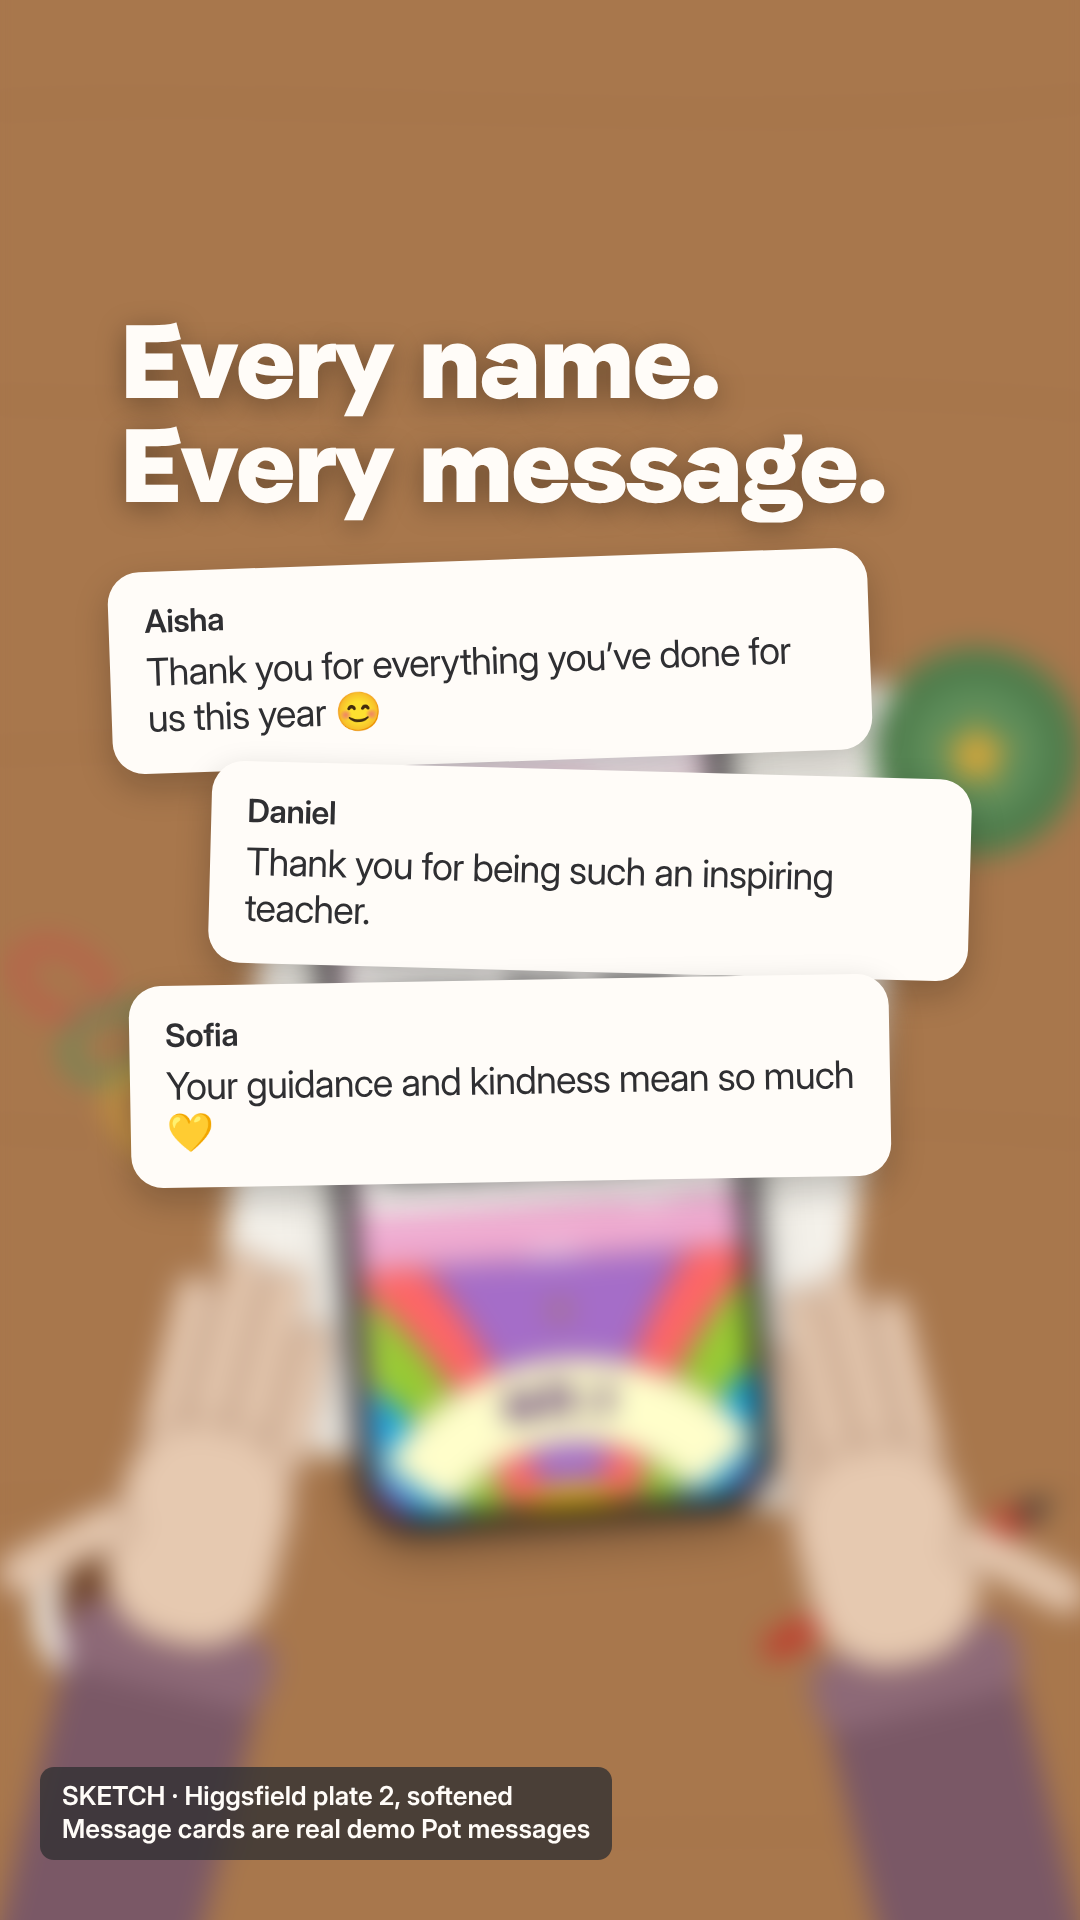 Every name.
Every message.
Aisha
Thank you for everything you’ve done for
us this year 😊
Daniel
Thank you for being such an inspiring
teacher.
Sofia
Your guidance and kindness mean so much
💛
SKETCH · Higgsfield plate 2, softened
Message cards are real demo Pot messages